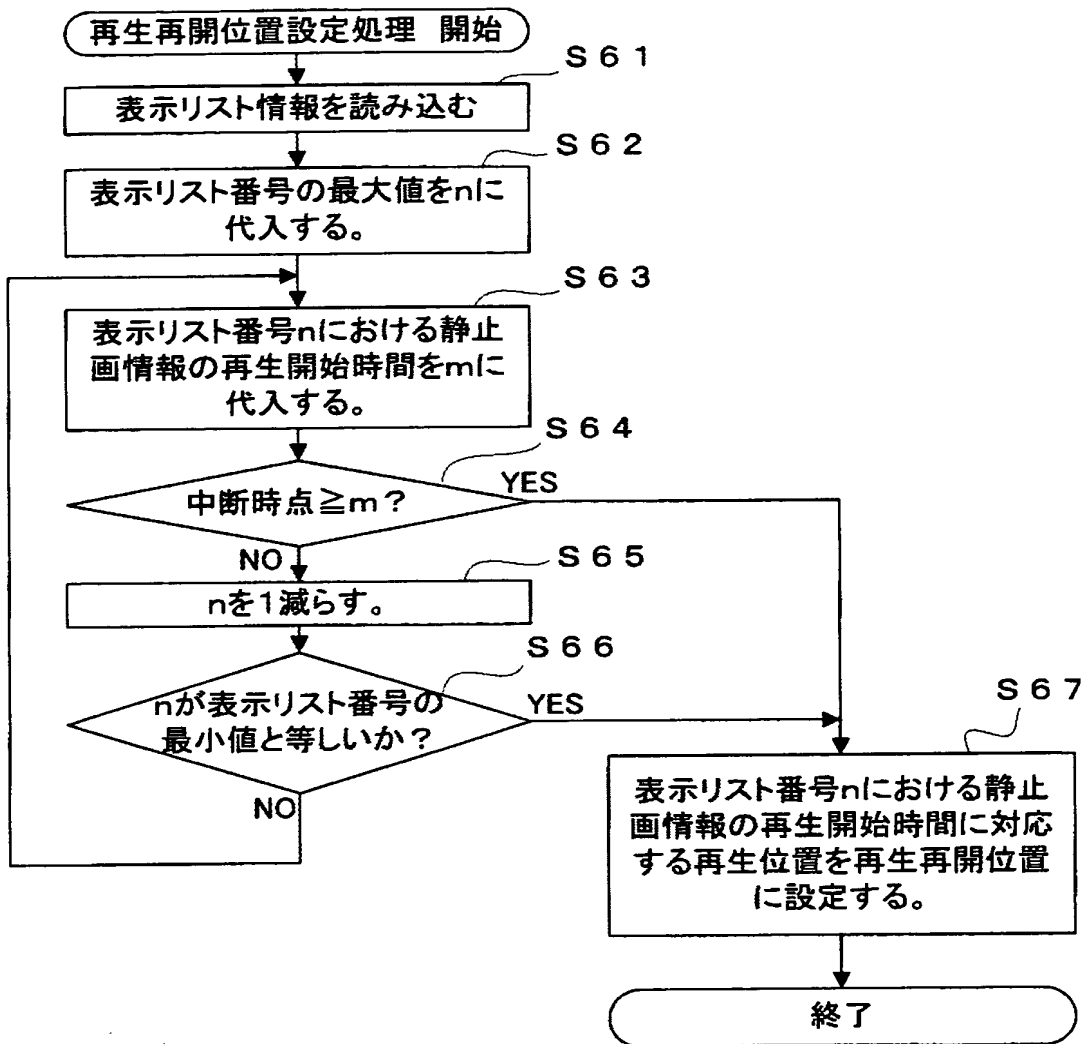 再生再開位置設定処理 開始
S61
表示リスト情報を読み込む
S62
表示リスト番号の最大値をnに
代入する。
S63
表示リスト番号nにおける静止
画情報の再生開始時間をmに
代入する。
S64
中断時点≧m?
YES
NO
S65
nを1減らす。
S66
nが表示リスト番号の
最小値と等しいか?
YES
NO
S67
表示リスト番号nにおける静止
画情報の再生開始時間に対応
する再生位置を再生再開位置
に設定する。
終了